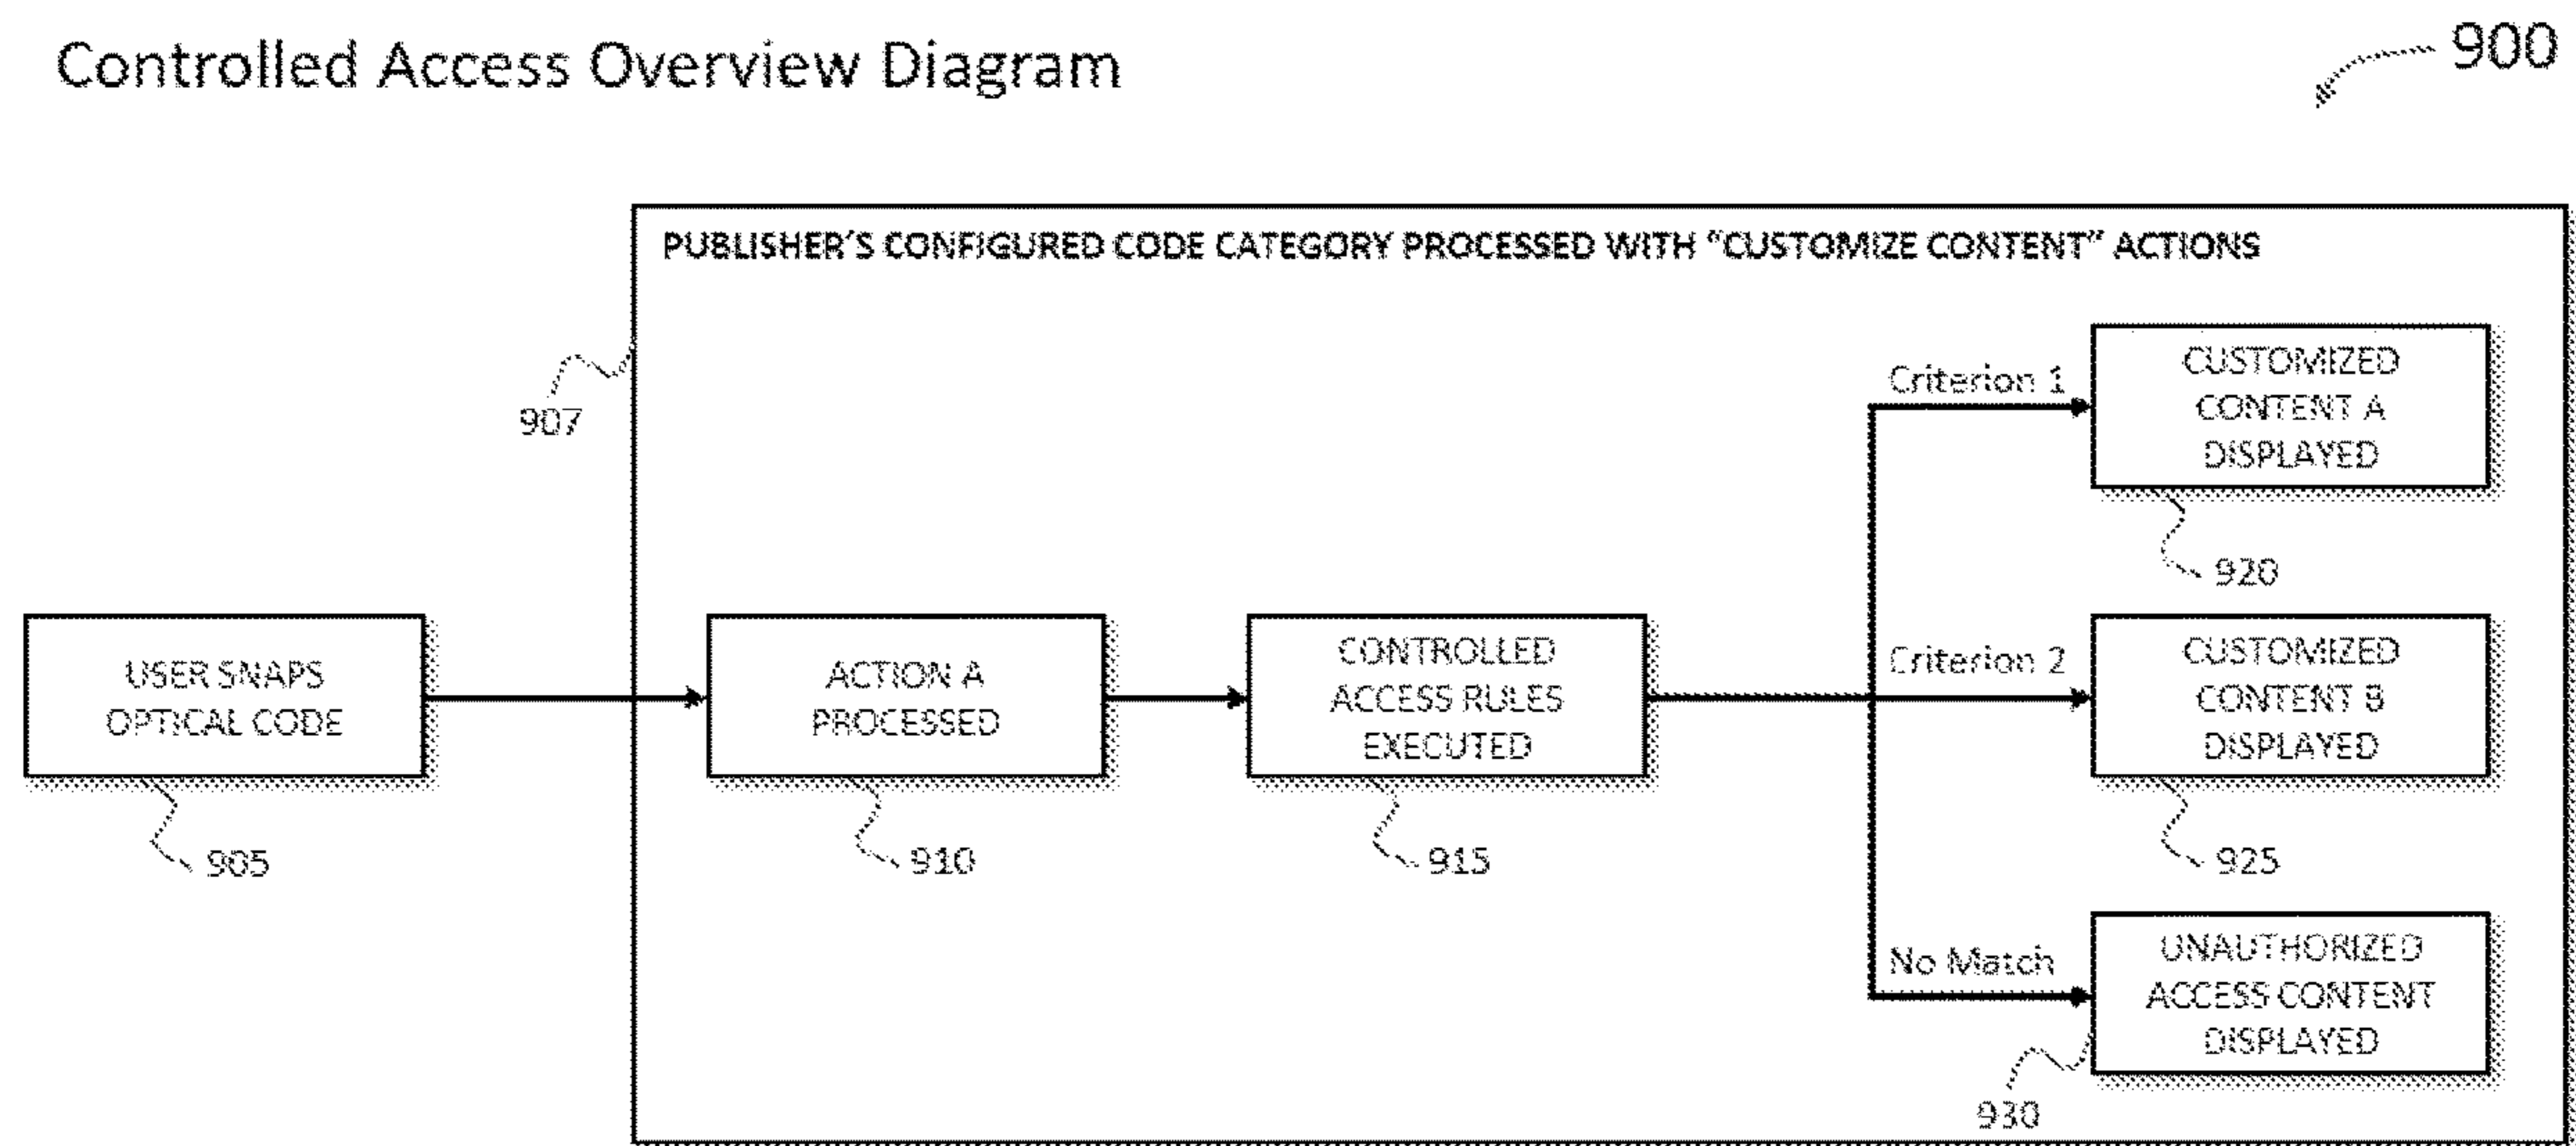 Controlled Access Overview Diagram
900
PUBLISHER'S CONFIGURED CODE CATEGORY PROCESSED WITH “CUSTOMIZE CONTENT” ACTIONS
907
Criterion 1
CUSTOMIZED
CONTENT A
DISPLAYED
920
USER SNAPS
OPTICAL CODE
905
ACTION A
PROCESSED
910
CONTROLLED
ACCESS RULES
EXECUTED
915
Criterion 2
CUSTOMIZED
CONTENT B
DISPLAYED
925
No Match
UNAUTHORIZED
ACCESS CONTENT
DISPLAYED
930